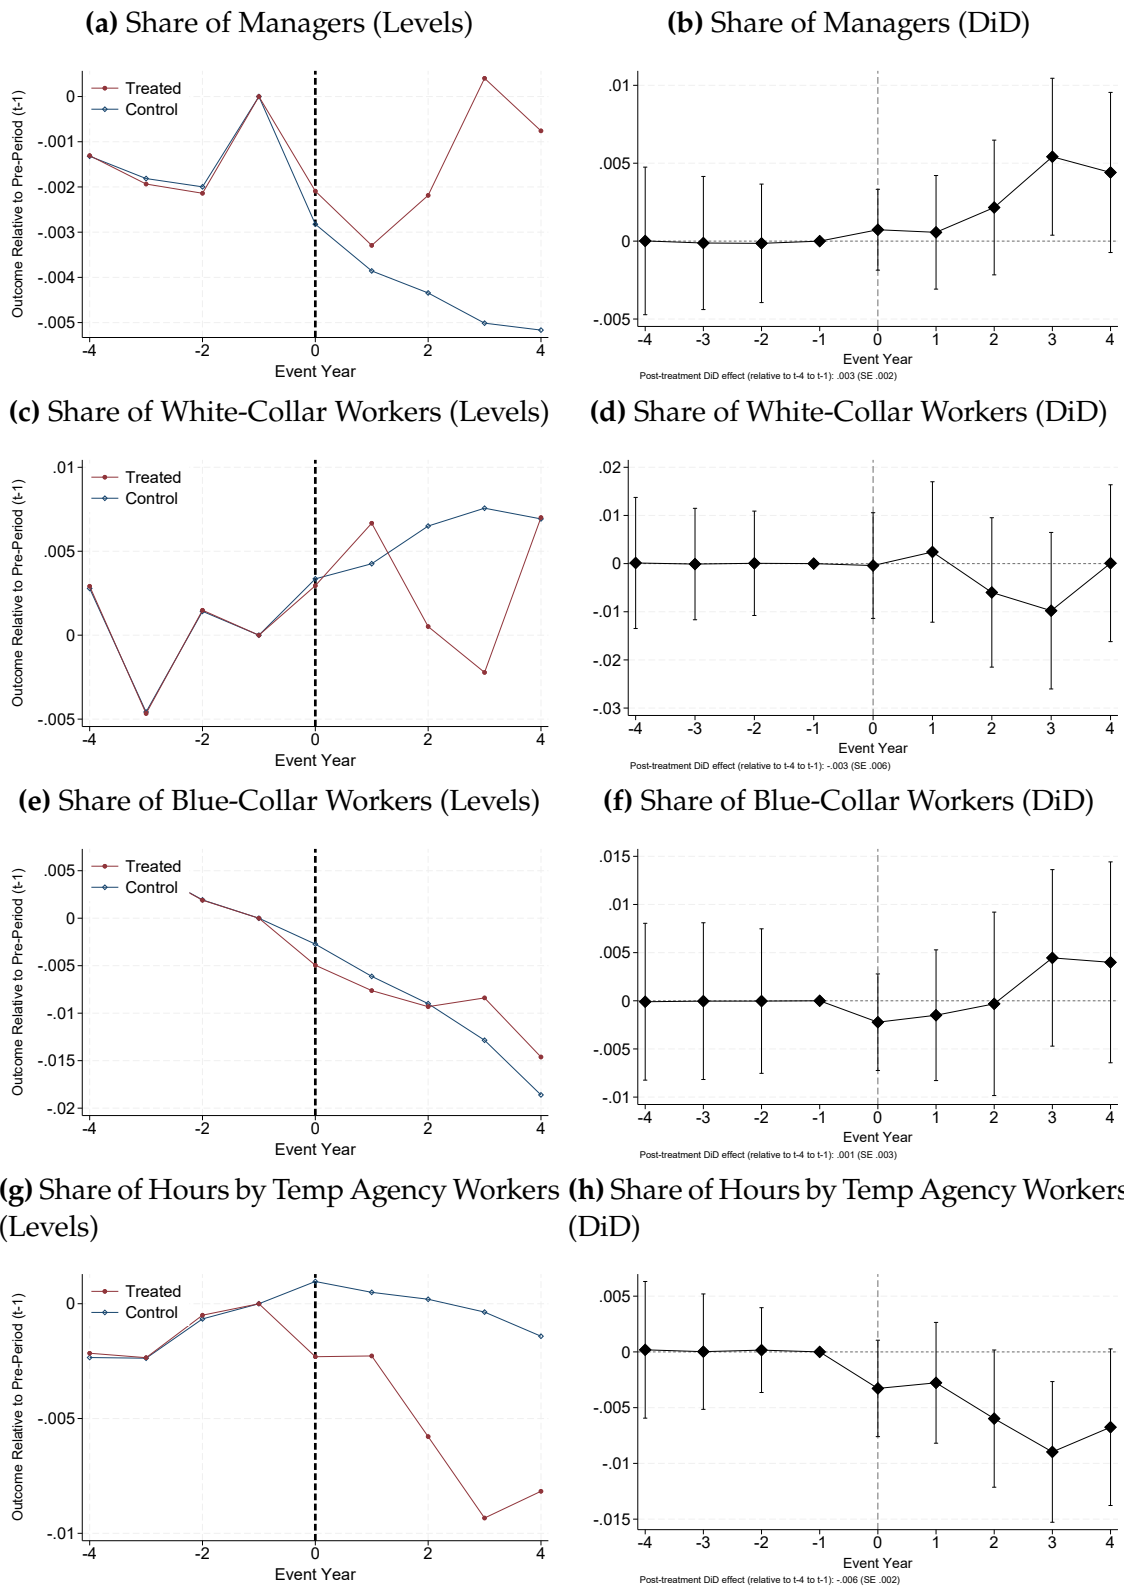 (a) Share of Managers (Levels)
(b) Share of Managers (DiD)
Outcome Relative to Pre-Period (t-1)
Treated
Control
0
-.001
-.002
-.003
-.004
-.005
-4
-2
0
2
4
Event Year
.01
.005
0
-.005
-4
-3
-2
-1
0
1
2
3
4
Event Year
Post-treatment DiD effect (relative to t-4 to t-1): .003 (SE .002)
(c) Share of White-Collar Workers (Levels)
(d) Share of White-Collar Workers (DiD)
Outcome Relative to Pre-Period (t-1)
Treated
Control
.01
.005
0
-.005
-4
-2
0
2
4
Event Year
.02
.01
0
-.01
-.02
-.03
-4
-3
-2
-1
0
1
2
3
4
Event Year
Post-treatment DiD effect (relative to t-4 to t-1): -.003 (SE .006)
(e) Share of Blue-Collar Workers (Levels)
(f) Share of Blue-Collar Workers (DiD)
Outcome Relative to Pre-Period (t-1)
Treated
Control
.005
0
-.005
-.01
-.015
-.02
-4
-2
0
2
4
Event Year
.015
.01
.005
0
-.005
-.01
-4
-3
-2
-1
0
1
2
3
4
Event Year
Post-treatment DiD effect (relative to t-4 to t-1): .001 (SE .003)
(g) Share of Hours by Temp Agency Workers
(Levels)
(h) Share of Hours by Temp Agency Workers
(DiD)
Outcome Relative to Pre-Period (t-1)
Treated
Control
0
-.005
-.01
-4
-2
0
2
4
Event Year
.005
0
-.005
-.01
-.015
-4
-3
-2
-1
0
1
2
3
4
Event Year
Post-treatment DiD effect (relative to t-4 to t-1): -.006 (SE .002)